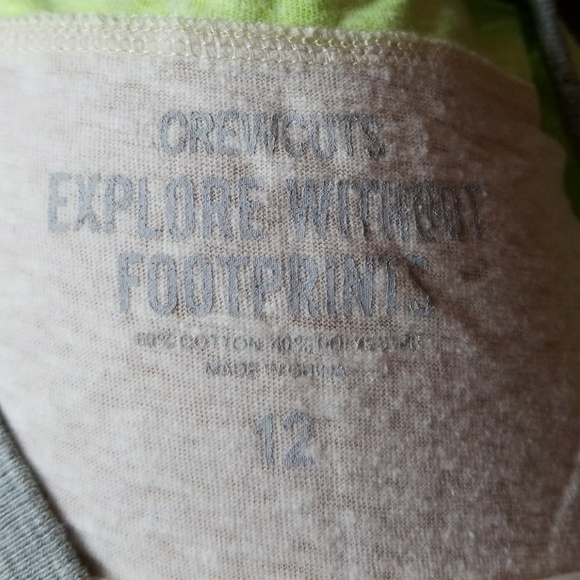 CREWCUTS
EXPLORE WITHOUT
FOOTPRINTS
60% COTTON 40% POLYESTER
MADE IN CHINA
12